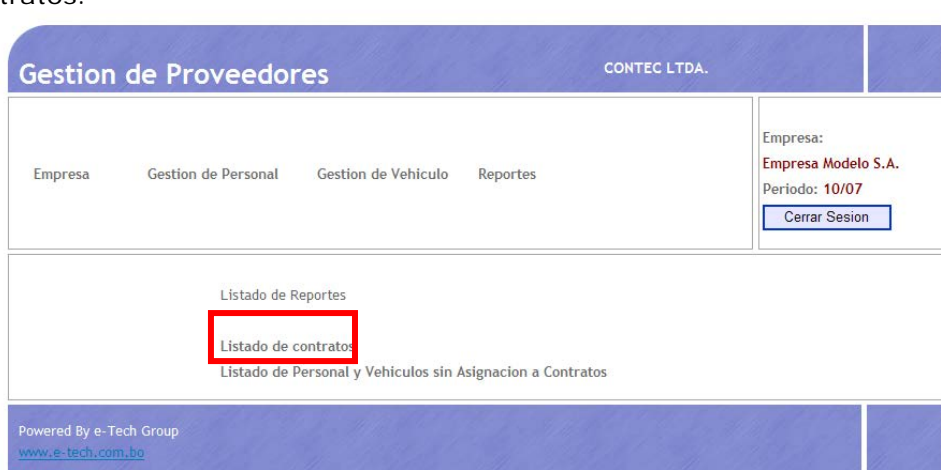 Gestion de Proveedores
CONTEC LTDA.
Empresa
Gestion de Personal
Gestion de Vehiculo
Reportes
Empresa:
Empresa Modelo S.A.
Periodo: 10/07
Cerrar Sesion
Listado de Reportes
Listado de contratos
Listado de Personal y Vehiculos sin Asignacion a Contratos
Powered By e-Tech Group
www.e-tech.com.bo